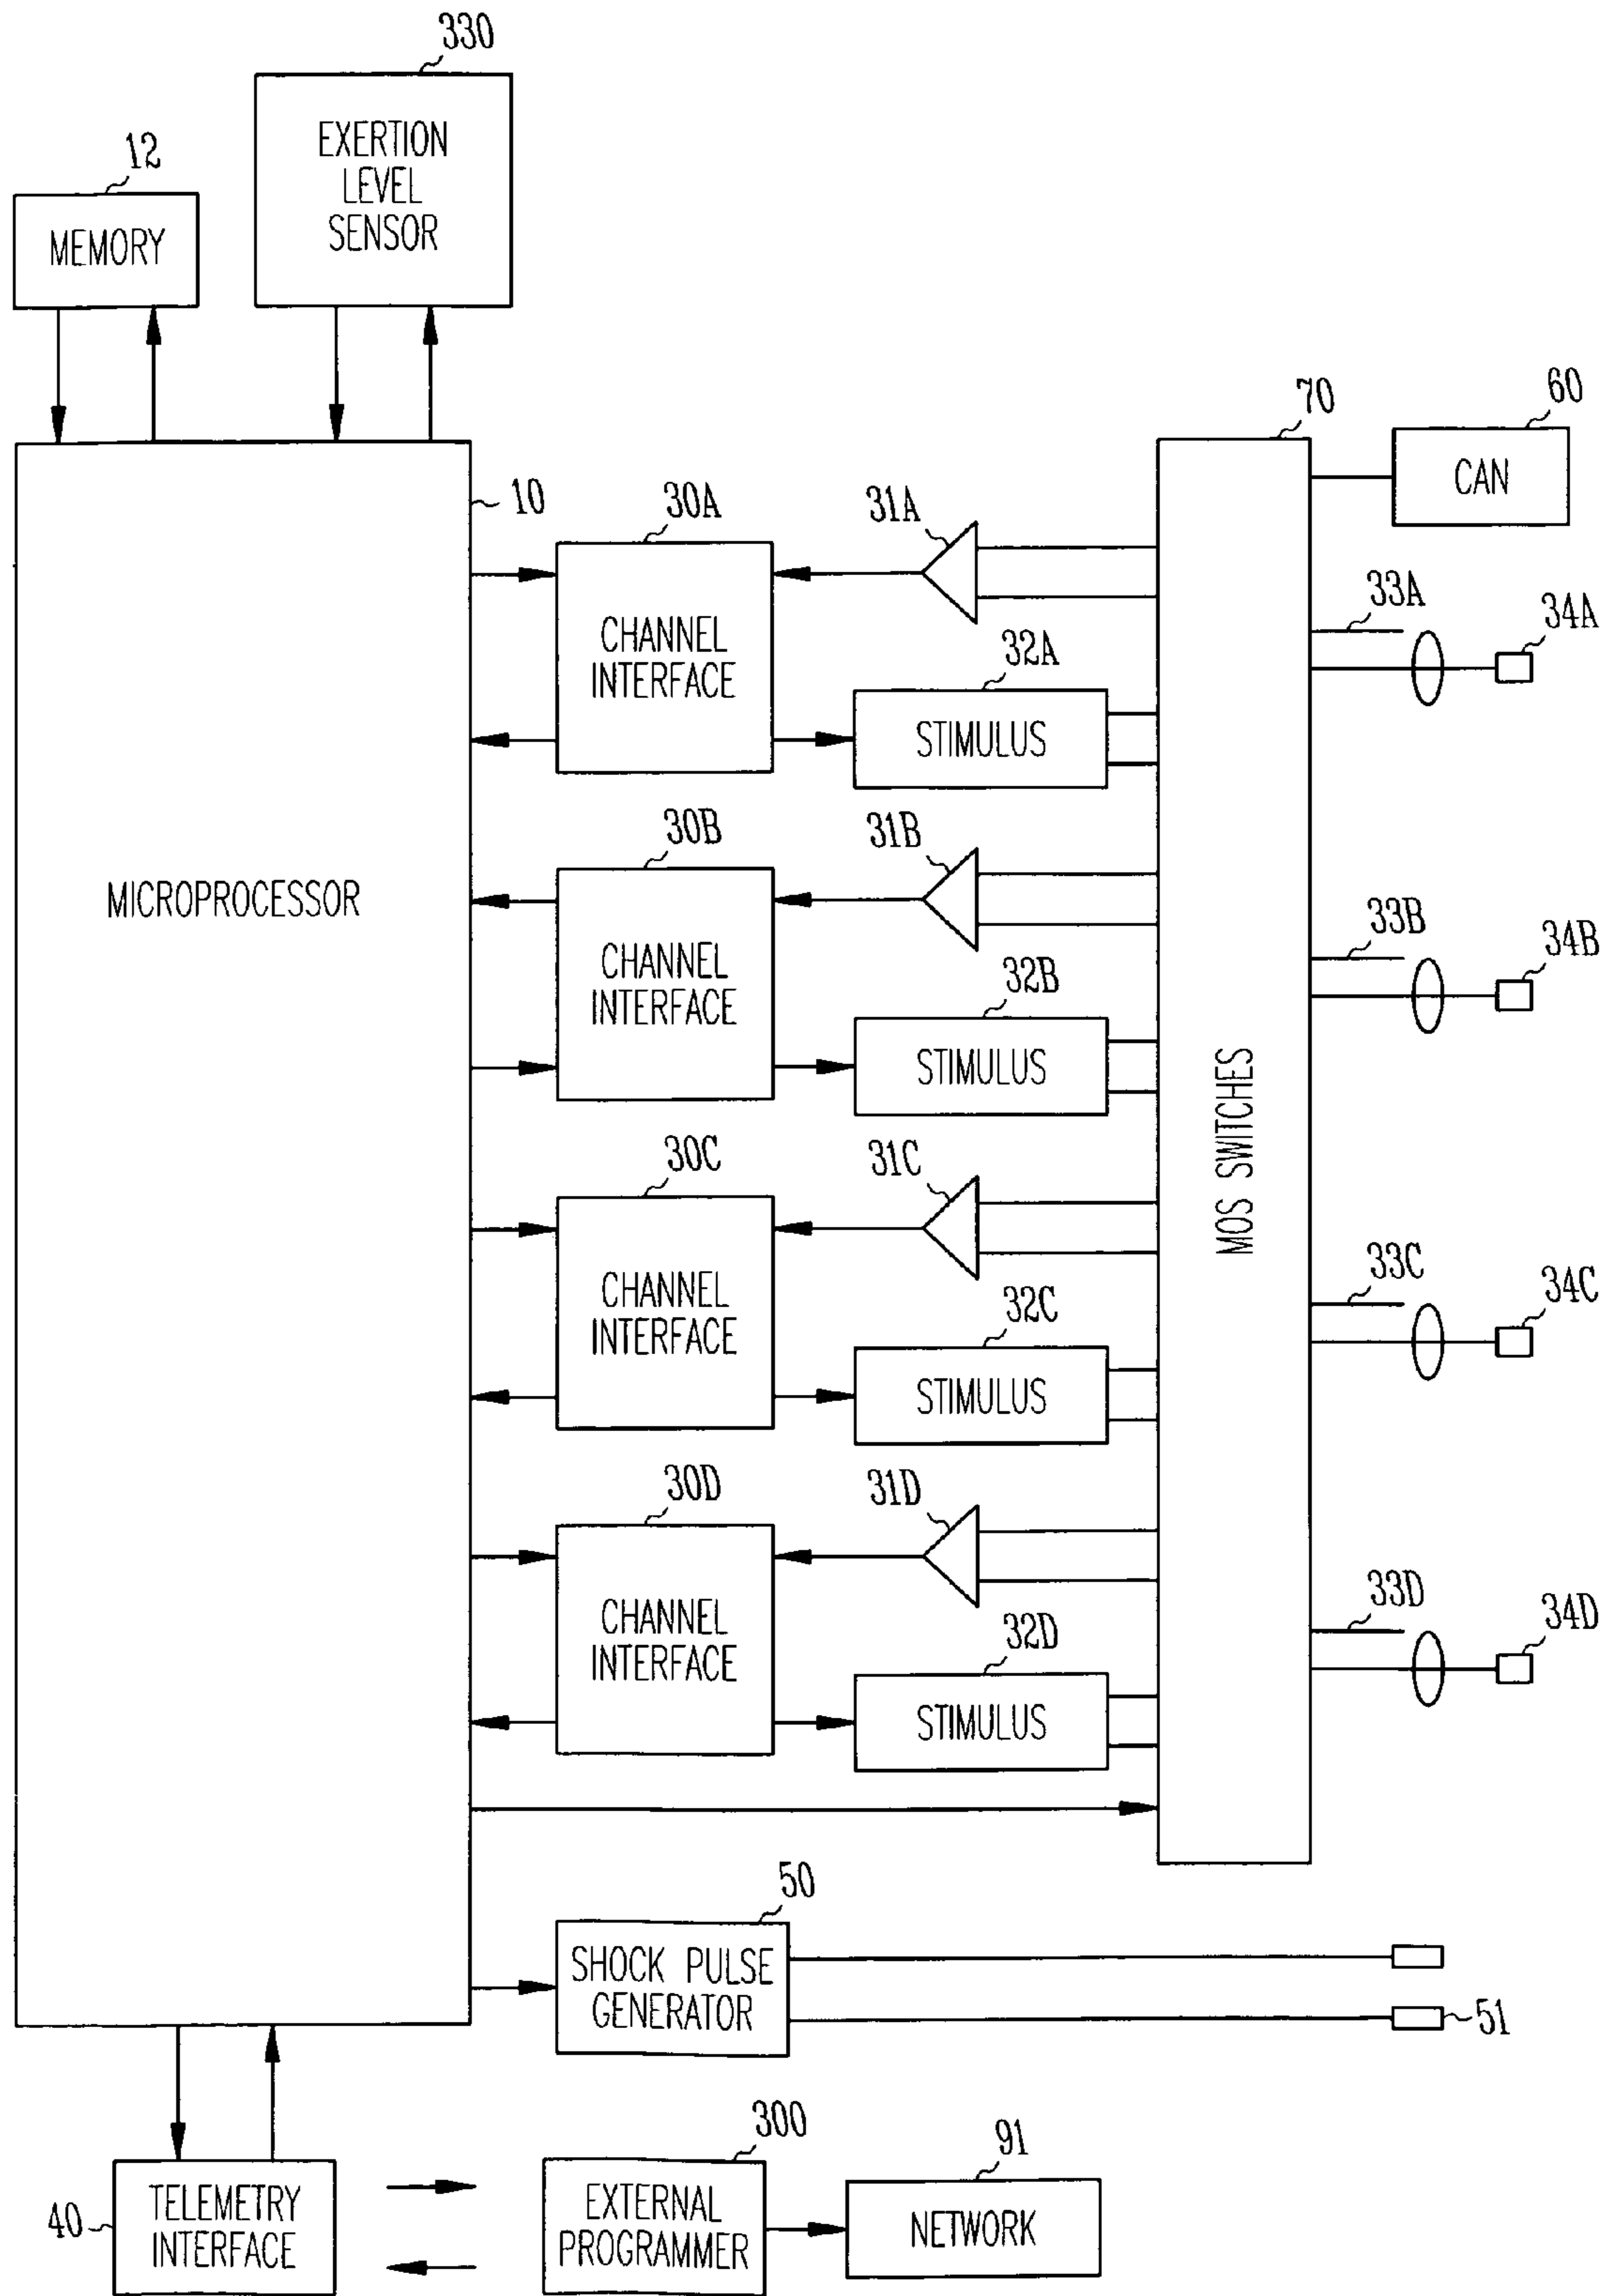 330
EXERTION
LEVEL
SENSOR
12
MEMORY
70
60
CAN
10
30A
31A
33A
34A
CHANNEL
INTERFACE
32A
STIMULUS
MICROPROCESSOR
30B
31B
33B
34B
CHANNEL
INTERFACE
32B
STIMULUS
MOS SWITCHES
30C
31C
33C
34C
CHANNEL
INTERFACE
32C
STIMULUS
30D
31D
33D
34D
CHANNEL
INTERFACE
32D
STIMULUS
50
SHOCK PULSE
GENERATOR
51
40
TELEMETRY
INTERFACE
300
EXTERNAL
PROGRAMMER
91
NETWORK